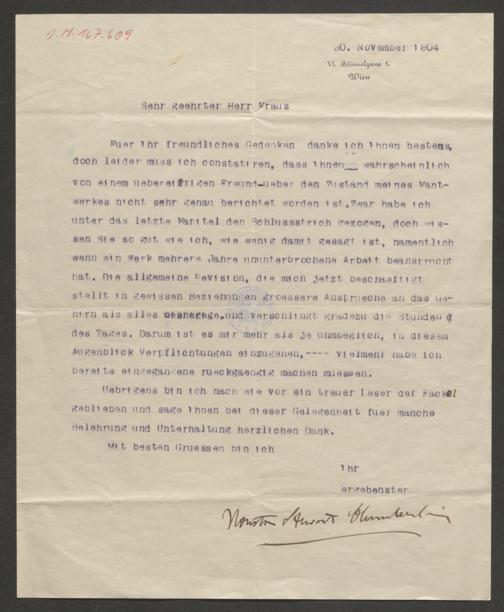 J.N. 167.609
30. November 1904
VI. Blümelgasse 1.
Wien
Sehr geehrter Herr Kraus
Fuer Ihr freundliches Gedenken danke ich Ihnen bestens,
doch leider muss ich constatiren, dass Ihnen wahrscheinlich
von einem uebereifrigen Freund ueber den Zustand meines Kant-
werkes nicht sehr genau berichtet worden ist. Zwar habe ich
unter das letzte Kapitel den Schlussstrich gezogen, doch wis-
sen Sie so gut wie ich, wie wenig damit gesagt ist, namentlich
wenn ein Werk mehrere Jahre ununterbrochene Arbeit beansprucht
hat. Die allgemeine Revision, die mich jetzt beschaeftigt
stellt in gewissen Beziehungen groessere Ansprueche an das Ge-
hirn als alles und verschlingt gradezu die Stunden
des Tages. Darum ist es mir mehr als je unmoeglich, in diesem
Augenblick Verpflichtungen einzugehen,---- vielmehr habe ich
bereits eingegangene rueckgaengig machen muessen.
Uebrigens bin ich nach wie vor ein treuer Leser der Fackel
geblieben und sage Ihnen bei dieser Gelegenheit fuer manche
Belehrung und Unterhaltung herzlichen Dank.
Mit besten Gruessen bin ich
Ihr
ergebenster
Houston Stewart Chamberlain